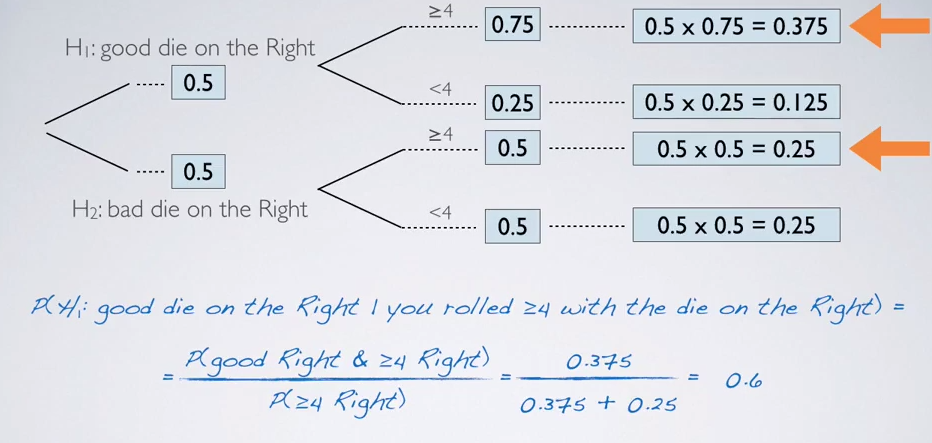 ≥4
0.75
0.5 x 0.75 = 0.375
H₁: good die on the Right
0.5
<4
0.25
0.5 x 0.25 = 0.125
≥4
0.5
0.5 x 0.5 = 0.25
0.5
H₂: bad die on the Right
<4
0.5
0.5 x 0.5 = 0.25
P(H₁: good die on the Right | you rolled ≥4 with the die on the Right) =
= P(good Right & ≥4 Right) / P(≥4 Right) = 0.375 / 0.375 + 0.25 = 0.6